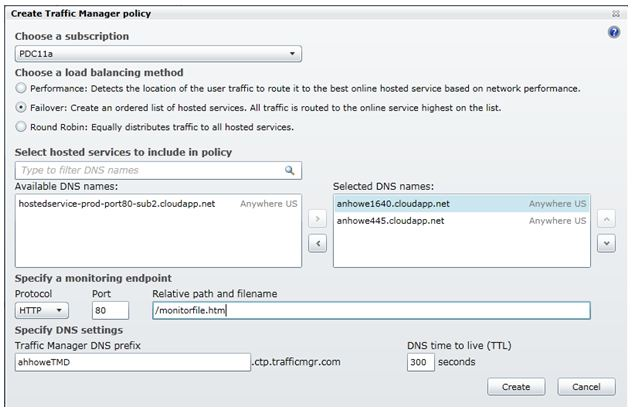 Create Traffic Manager policy
Choose a subscription
PDC11a
Choose a load balancing method
Performance: Detects the location of the user traffic to route it to the best online hosted service based on network performance.
Failover: Create an ordered list of hosted services. All traffic is routed to the online service highest on the list.
Round Robin: Equally distributes traffic to all hosted services.
Select hosted services to include in policy
Type to filter DNS names
Available DNS names:
hostedservice-prod-port80-sub2.cloudapp.net Anywhere US
Selected DNS names:
anhowe1640.cloudapp.net Anywhere US
anhowe445.cloudapp.net Anywhere US
Specify a monitoring endpoint
Protocol Port Relative path and filename
HTTP 80 /monitorfile.htm
Specify DNS settings
Traffic Manager DNS prefix DNS time to live (TTL)
ahhoweTMD .ctp.trafficmgr.com 300 seconds
Create Cancel